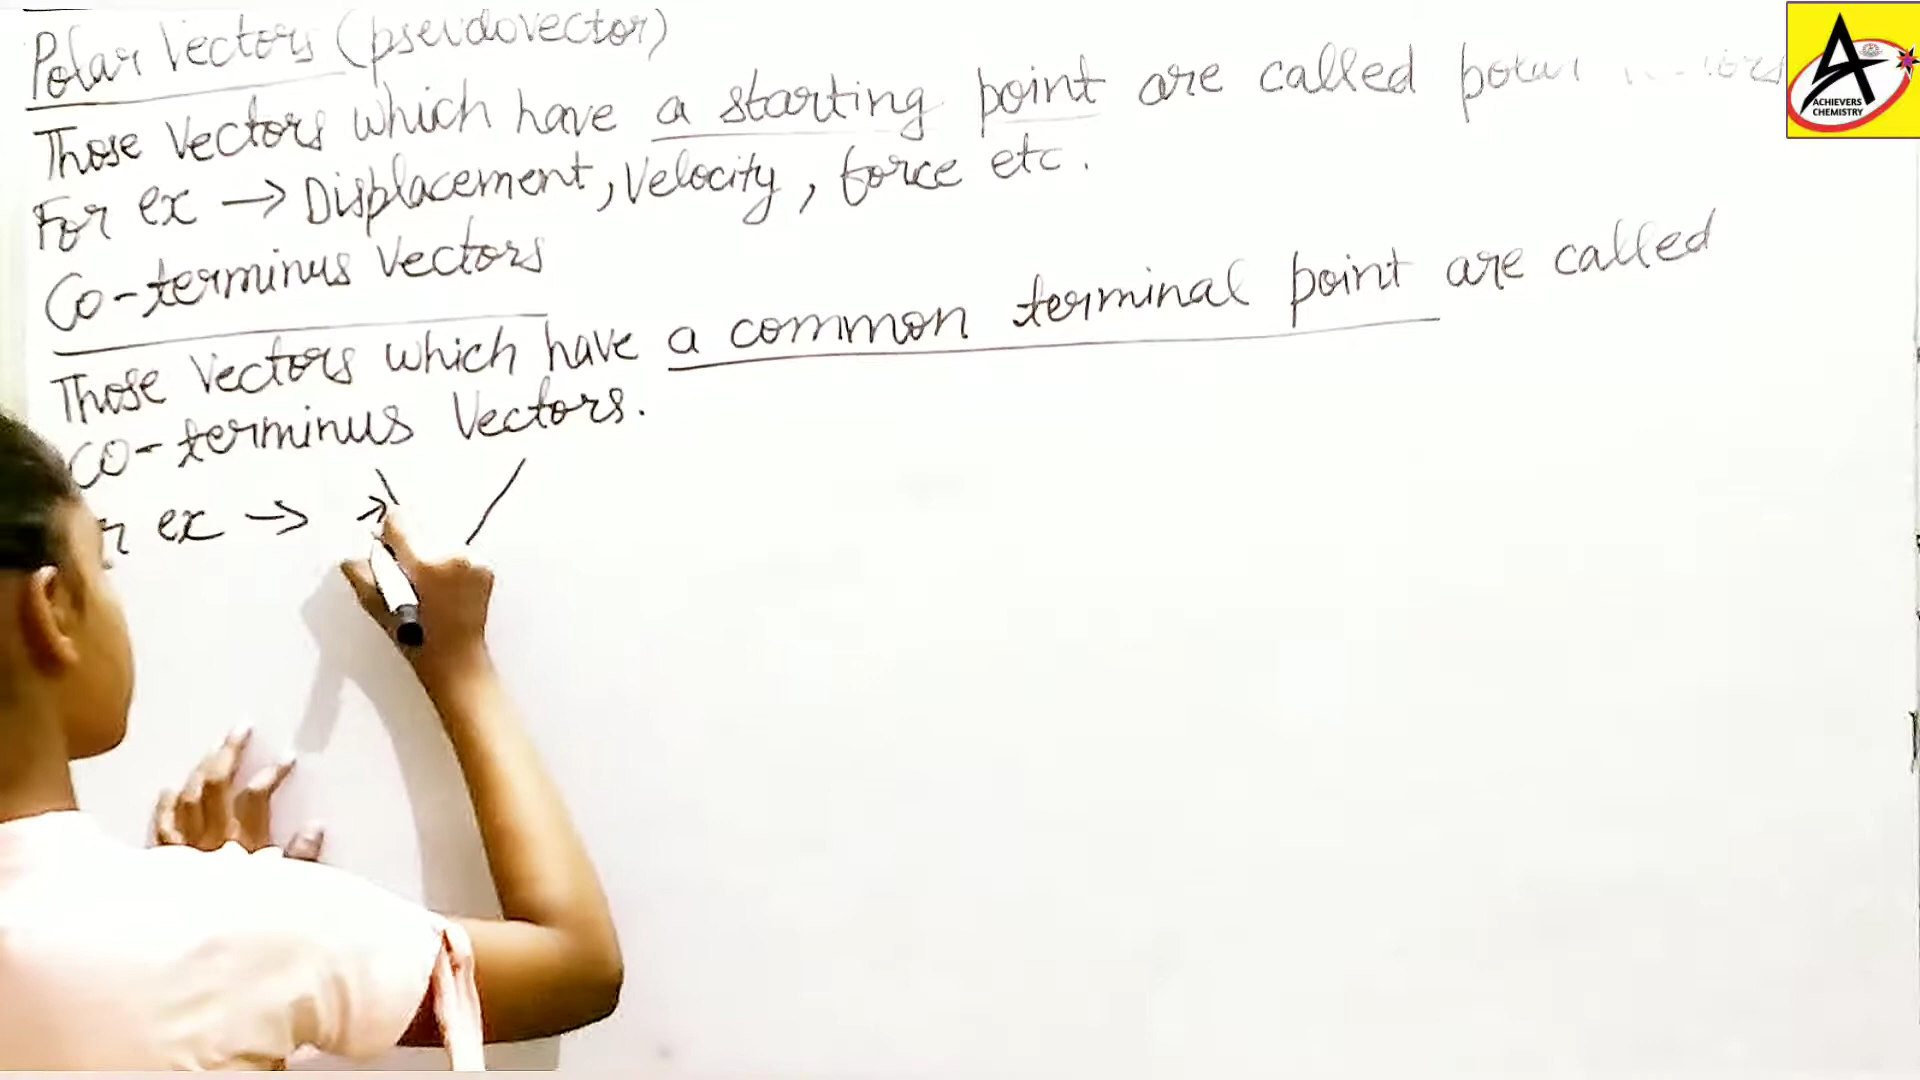 Polar Vectors (pseudovector)
Those Vectors which have a starting point are called polar
For ex → Displacement, Velocity, force etc.
Co-terminus Vectors
Those Vectors which have a common terminal point are called
co-terminus Vectors.
ex →
ACHIEVERS
CHEMISTRY